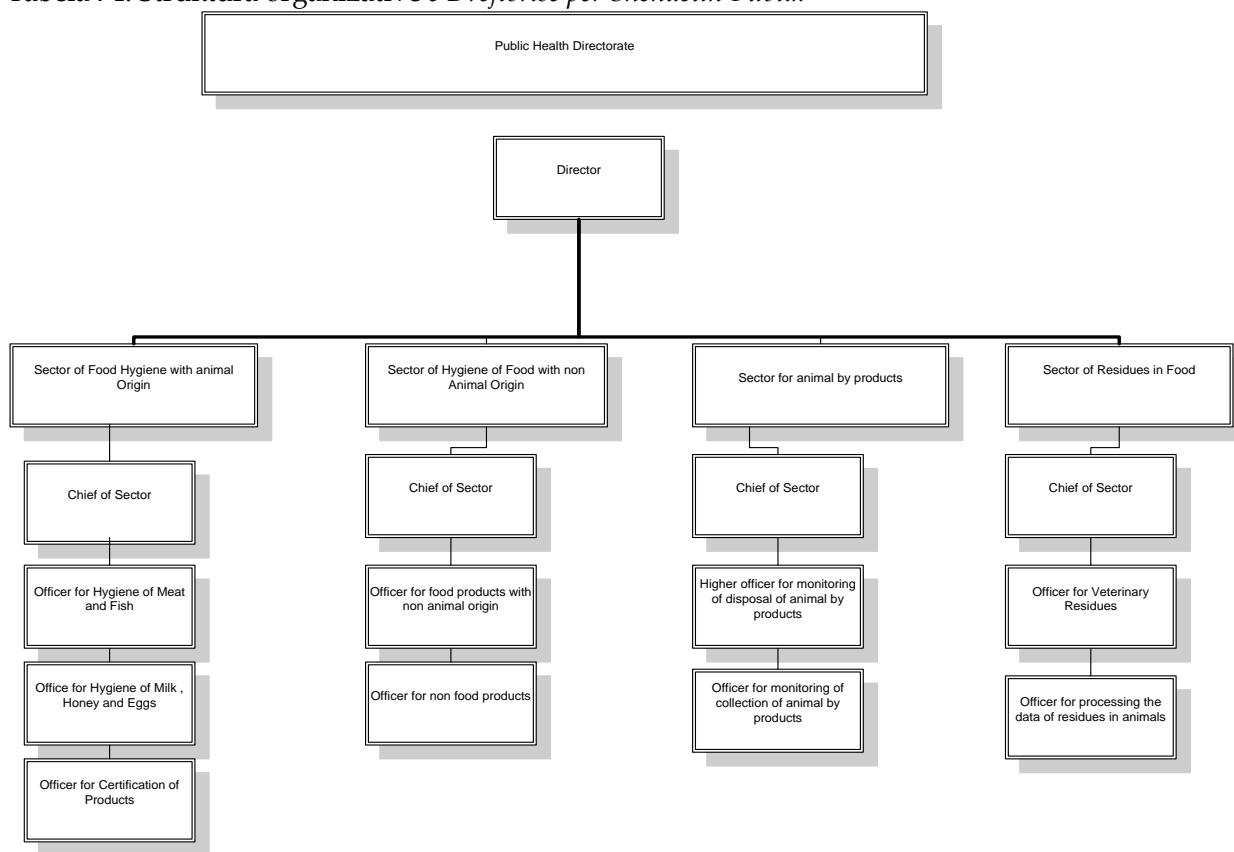 Public Health Directorate
Director
Sector of Food Hygiene with animal
Origin
Sector of Hygiene of Food with non
Animal Origin
Sector for animal by products
Sector of Residues in Food
Chief of Sector
Chief of Sector
Chief of Sector
Chief of Sector
Officer for Hygiene of Meat
and Fish
Officer for food products with
non animal origin
Higher officer for monitoring
of disposal of animal by
products
Officer for Veterinary
Residues
Office for Hygiene of Milk ,
Honey and Eggs
Officer for non food products
Officer for monitoring of
collection of animal by
products
Officer for processing the
data of residues in animals
Officer for Certification of
Products